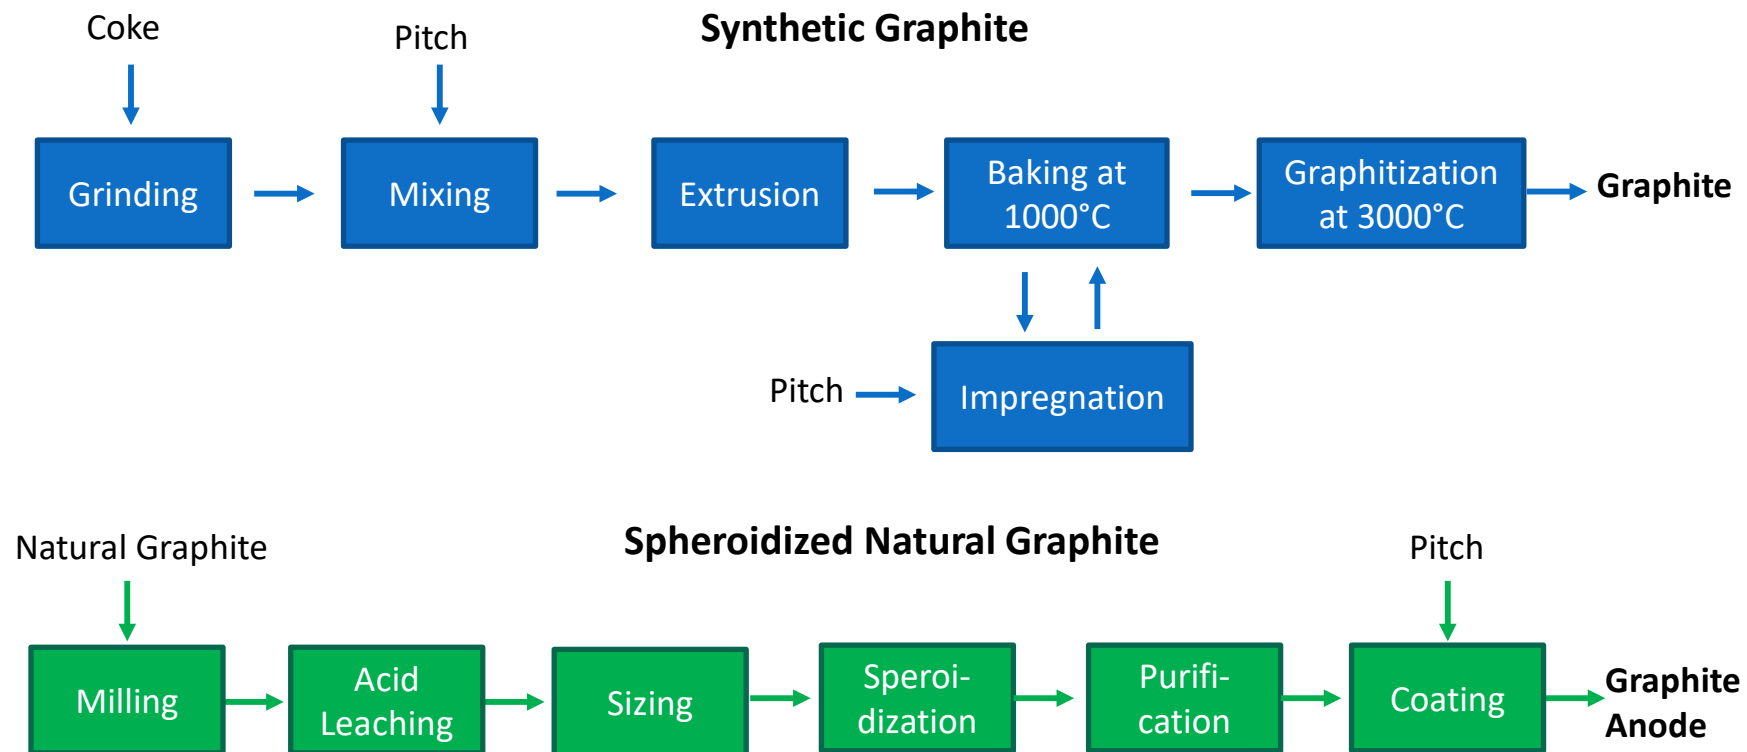 Synthetic Graphite
Coke
Pitch
Grinding
Mixing
Extrusion
Baking at
1000°C
Graphitization
at 3000°C
Graphite
Pitch
Impregnation
Spheroidized Natural Graphite
Natural Graphite
Pitch
Milling
Acid
Leaching
Sizing
Speroi-
dization
Purifi-
cation
Coating
Graphite
Anode